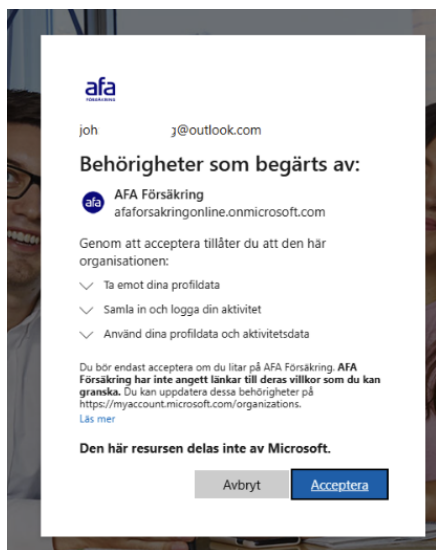 afa
FÖRSÄKRING
joh g@outlook.com
Behörigheter som begärts av:
afa
AFA Försäkring
afaforsakringonline.onmicrosoft.com
Genom att acceptera tillåter du att den här
organisationen:
Ta emot dina profildata
Samla in och logga din aktivitet
Använd dina profildata och aktivitetsdata
Du bör endast acceptera om du litar på AFA Försäkring. AFA
Försäkring har inte angett länkar till deras villkor som du kan
granska. Du kan uppdatera dessa behörigheter på
https://myaccount.microsoft.com/organizations.
Läs mer
Den här resursen delas inte av Microsoft.
Avbryt
Acceptera